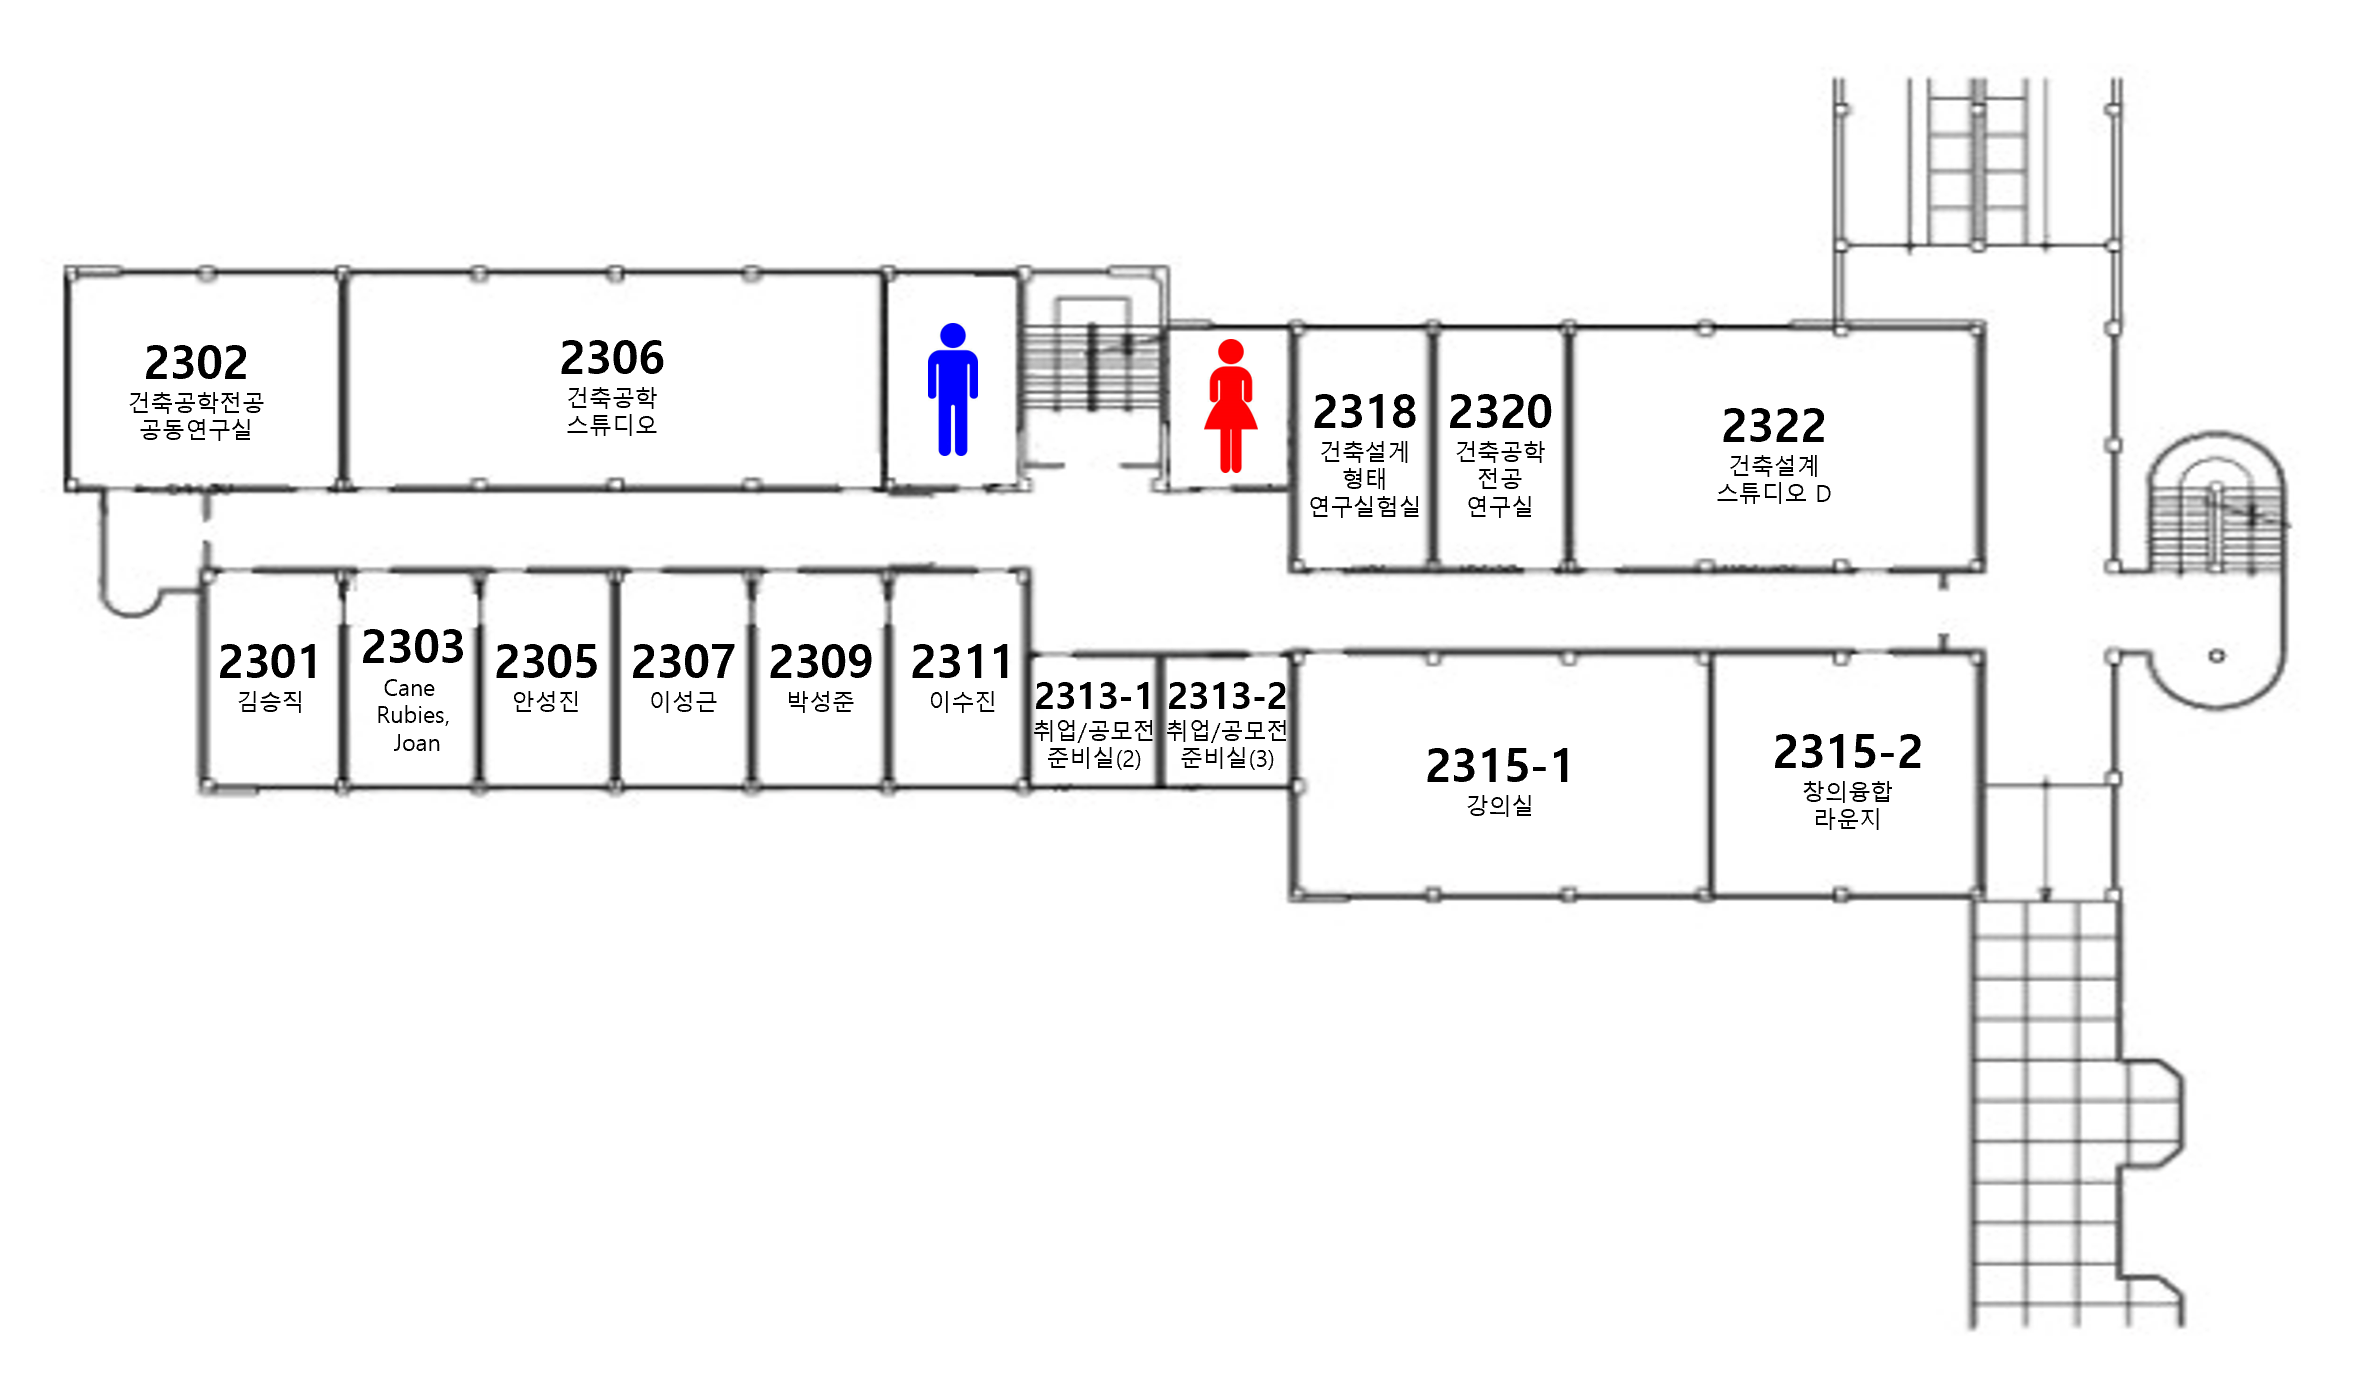 2302
건축공학전공
공동연구실
2306
건축공학
스튜디오
2318
건축설게
형태
연구실험실
2320
건축공학
전공
연구실
2322
건축설계
스튜디오 D
2301
김승직
2303
Cane
Rubies,
Joan
2305
안성진
2307
이성근
2309
박성준
2311
이수진
2313-1
취업/공모전
준비실(2)
2313-2
취업/공모전
준비실(3)
2315-1
강의실
2315-2
창의융합
라운지